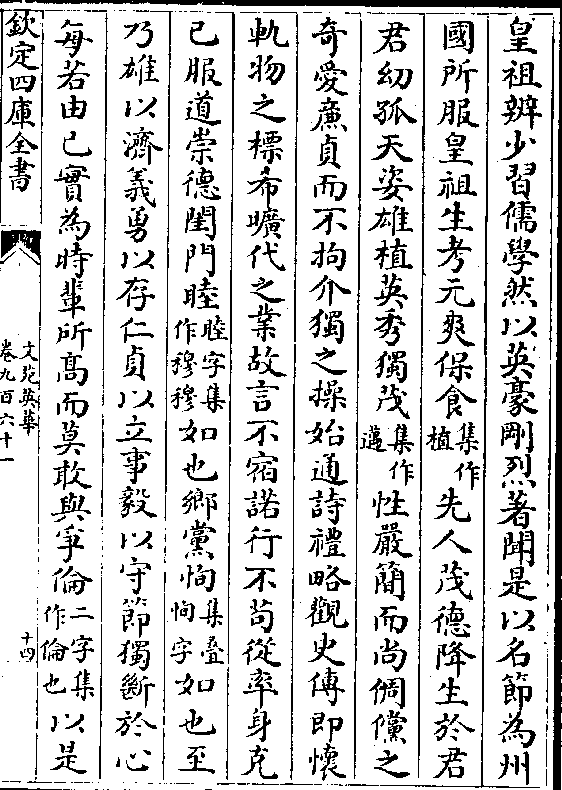 皇祖辨少習儒學然以英豪剛烈著聞是以名節為州
國所服皇祖生考元爽保食集作植先人茂德降生於君
君幼孤天姿雄植英秀獨茂集作邁性嚴簡而尚倜儻之
奇愛廉貞而不拘介獨之操始通詩禮略觀史傳即懷
軌物之標希曠代之業故言不宿諾行不苟從率身克
已服道崇德閨門睦睦字集作穆穆如也鄉黨恂集疊恂字如也至
乃雄以濟義勇以存仁貞以立事毅以守節獨斷於心
每若由已實為時輩所髙而莫敢與爭倫二字集作倫也以是
欽定四庫全書
文苑英華
卷九百六十一
十四